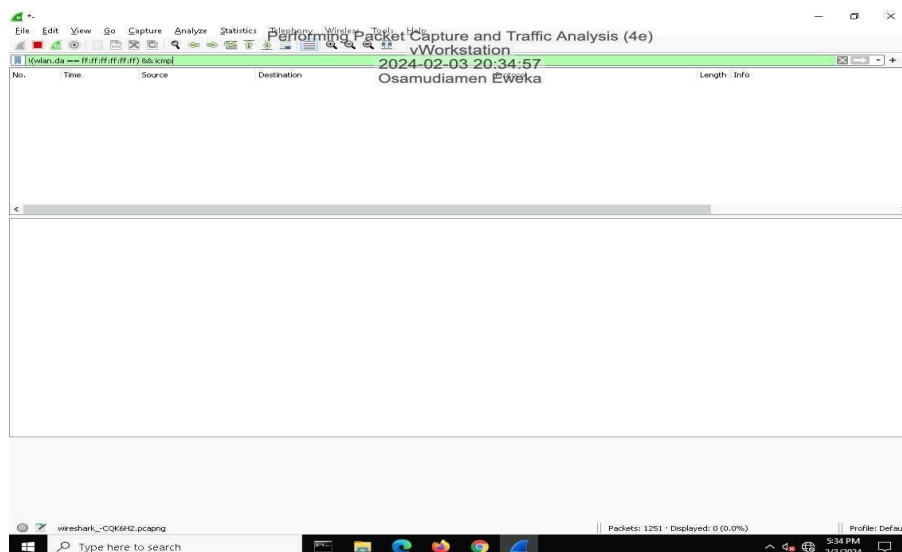 *-
File Edit View Go Capture Analyze Statistics Telephony Wireless Tools Help
Performing Packet Capture and Traffic Analysis (4e)
vWorkstation
!(wlan.da == ff:ff:ff:ff:ff:ff) && icmp
2024-02-03 20:34:57
No. Time Source Destination Protocol Length Info
Osamudiamen Eweka
wireshark_-CQK6H2.pcapng Packets: 1251 · Displayed: 0 (0.0%) Profile: Defau
Type here to search
5:34 PM
2/3/2024